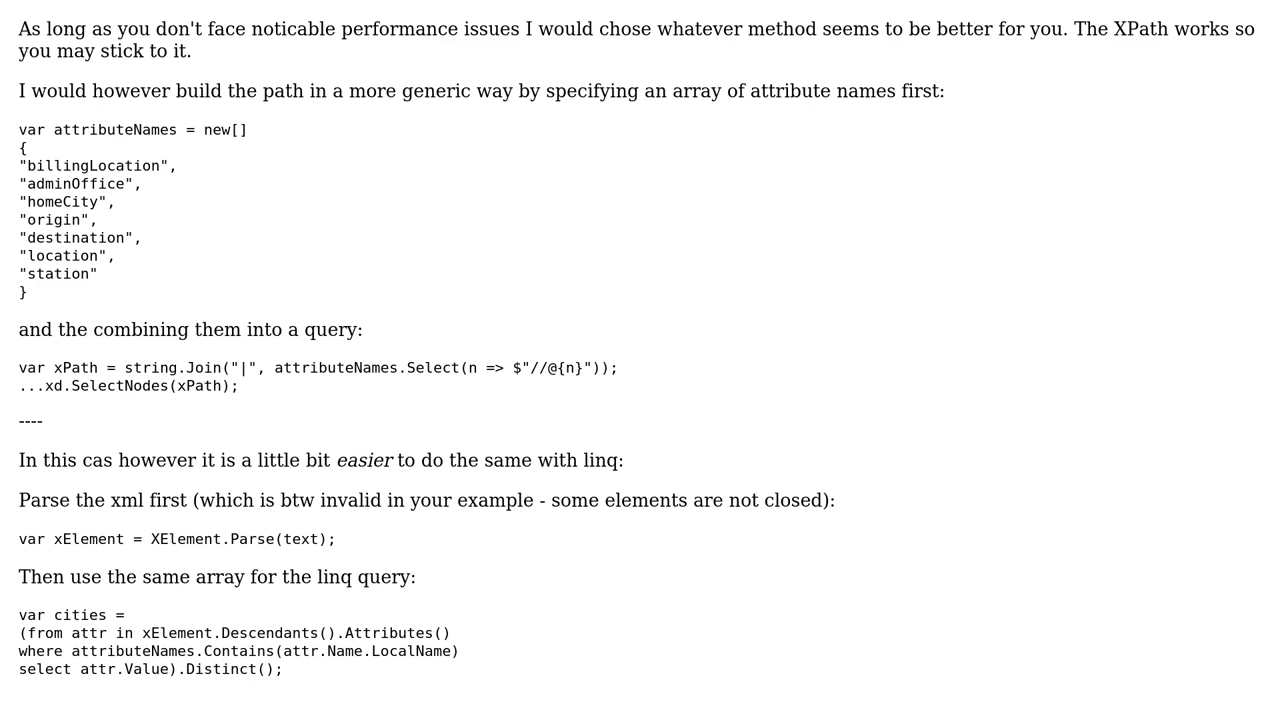 As long as you don't face noticable performance issues I would chose whatever method seems to be better for you. The XPath works so
you may stick to it.
I would however build the path in a more generic way by specifying an array of attribute names first:
var attributeNames = new[]
{
"billingLocation",
"adminOffice",
"homeCity",
"origin",
"destination",
"location",
"station"
}
and the combining them into a query:
var xPath = string.Join("|", attributeNames.Select(n => $"//@{n}"));
...xd.SelectNodes(xPath);
----
In this cas however it is a little bit easier to do the same with linq:
Parse the xml first (which is btw invalid in your example - some elements are not closed):
var xElement = XElement.Parse(text);
Then use the same array for the linq query:
var cities =
(from attr in xElement.Descendants().Attributes()
where attributeNames.Contains(attr.Name.LocalName)
select attr.Value).Distinct();